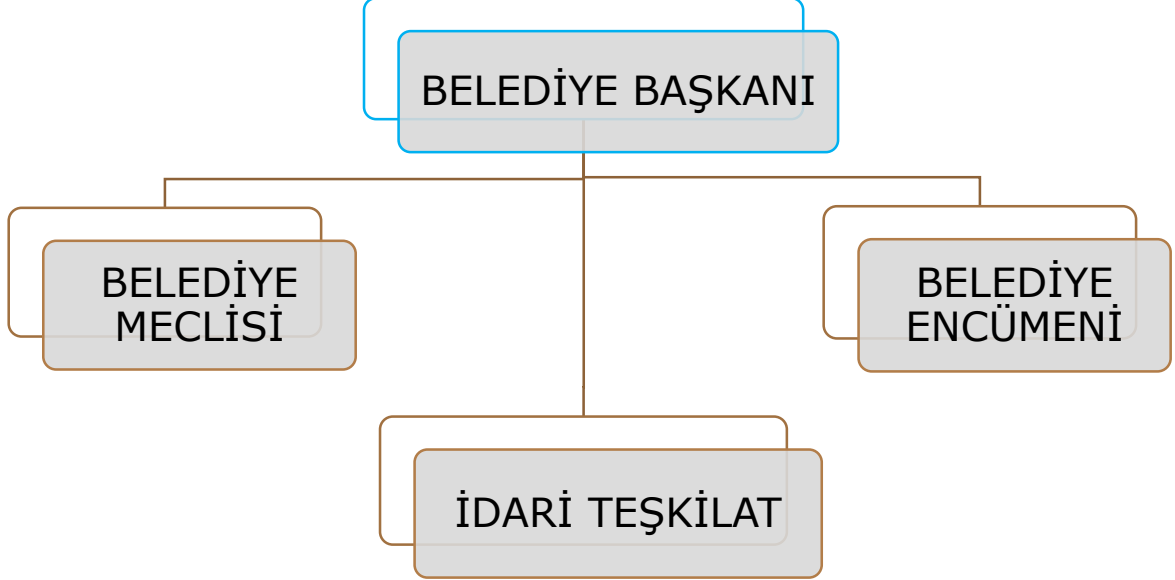 BELEDİYE BAŞKANI
BELEDİYE
MECLİSİ
BELEDİYE
ENCÜMENİ
İDARİ TEŞKİLAT